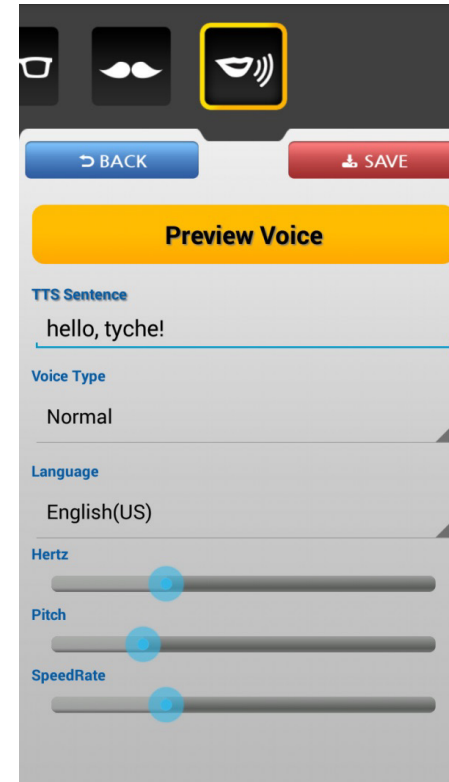 BACK
SAVE
Preview Voice
TTS Sentence
hello, tyche!
Voice Type
Normal
Language
English(US)
Hertz
Pitch
SpeedRate